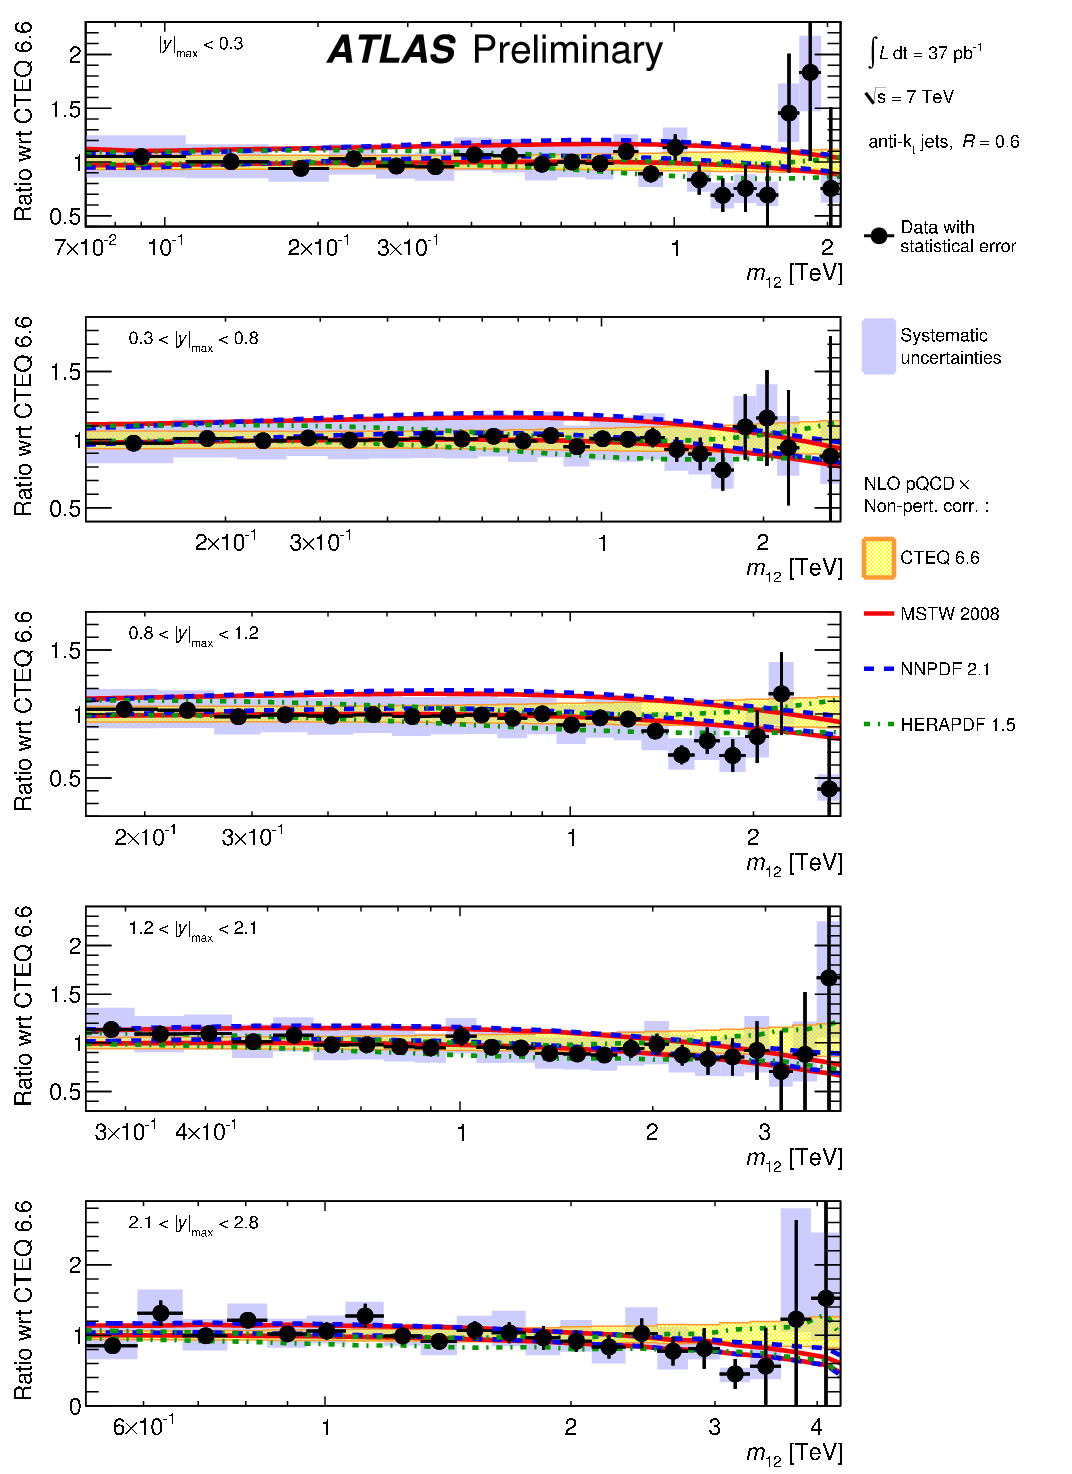 ATLAS Preliminary
|y|max < 0.3
Ratio wrt CTEQ 6.6
2
1.5
1
0.5
7×10⁻² 10⁻¹ 2×10⁻¹ 3×10⁻¹ 1 2
m₁₂ [TeV]
0.3 < |y|max < 0.8
Ratio wrt CTEQ 6.6
1.5
1
0.5
2×10⁻¹ 3×10⁻¹ 1 2
m₁₂ [TeV]
0.8 < |y|max < 1.2
Ratio wrt CTEQ 6.6
1.5
1
0.5
2×10⁻¹ 3×10⁻¹ 1 2
m₁₂ [TeV]
1.2 < |y|max < 2.1
Ratio wrt CTEQ 6.6
2
1.5
1
0.5
3×10⁻¹ 4×10⁻¹ 1 2 3
m₁₂ [TeV]
2.1 < |y|max < 2.8
Ratio wrt CTEQ 6.6
2
1
0
6×10⁻¹ 1 2 3 4
m₁₂ [TeV]
∫L dt = 37 pb⁻¹
√s = 7 TeV
anti-kₜ jets, R = 0.6
Data with
statistical error
Systematic
uncertainties
NLO pQCD ×
Non-pert. corr. :
CTEQ 6.6
MSTW 2008
NNPDF 2.1
HERAPDF 1.5